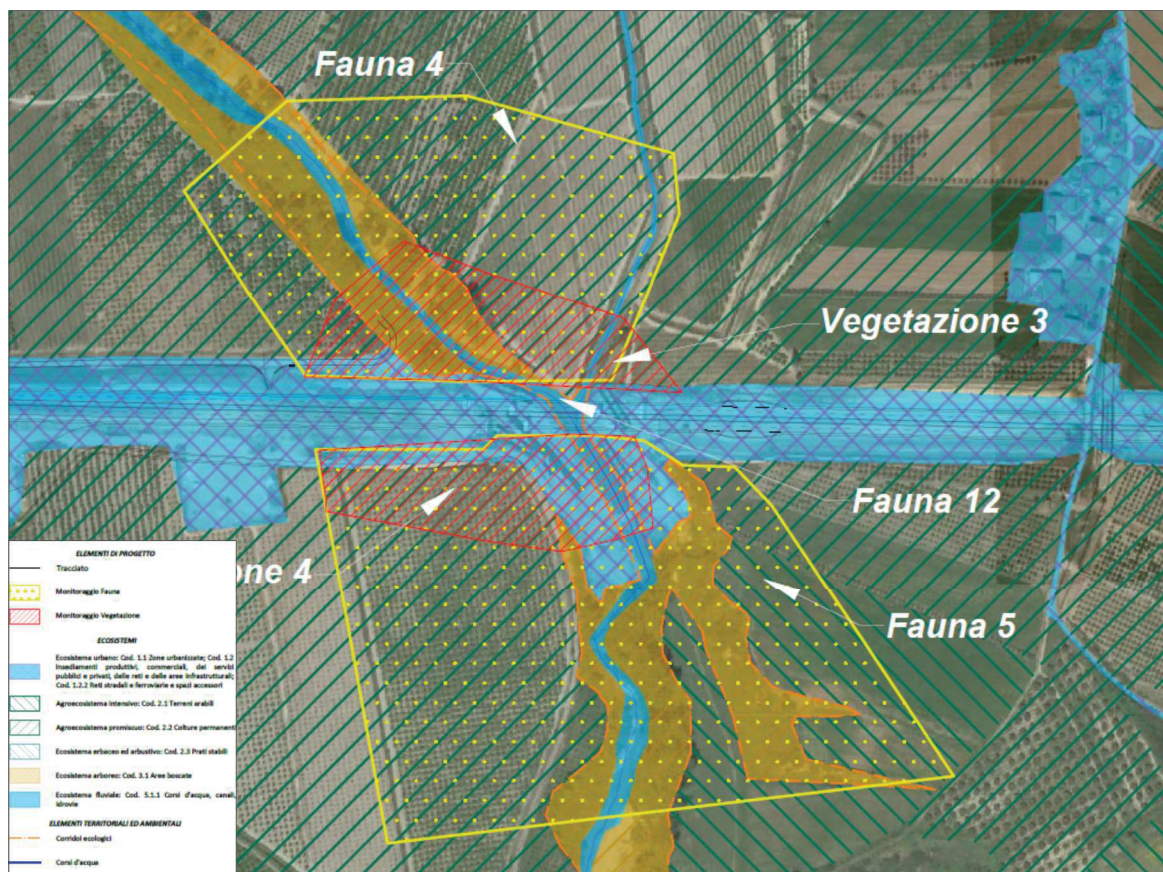 Fauna 4
Vegetazione 3
Fauna 12
one 4
Fauna 5
ELEMENTI DI PROGETTO
Tracciato
Monitoraggio Fauna
Monitoraggio Vegetazione
ECOSISTEMI
Ecosistema urbano: Cod. 1.1 Zone urbanizzate; Cod. 1.2
Insediamenti produttivi, commerciali, dei servizi
pubblici e privati, delle reti e delle aree infrastrutturali;
Cod. 1.2.2 Reti stradali e ferroviarie e spazi accessori
Agroecosistema intensivo: Cod. 2.1 Terreni arabili
Agroecosistema promiscuo: Cod. 2.2 Colture permanenti
Ecosistema erbaceo ed arbustivo: Cod. 2.3 Prati stabili
Ecosistema arboreo: Cod. 3.1 Aree boscate
Ecosistema fluviale: Cod. 5.1.1 Corsi d'acqua, canali,
idrovie
ELEMENTI TERRITORIALI ED AMBIENTALI
Corridoi ecologici
Corsi d'acqua